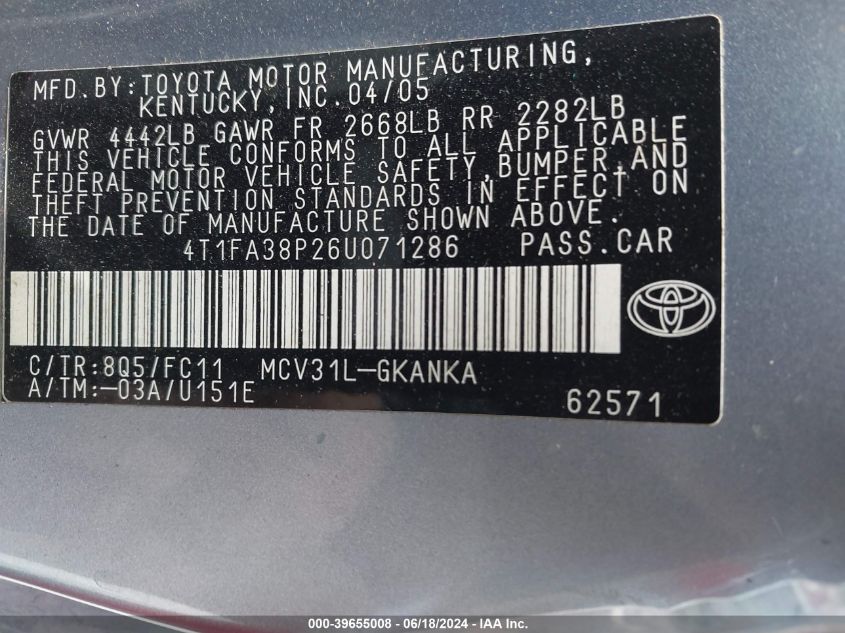 MFD.BY:TOYOTA MOTOR MANUFACTURING,
KENTUCKY,INC.04/05
GVWR 4442LB GAWR FR 2668LB RR 2282LB
THIS VEHICLE CONFORMS TO ALL APPLICABLE
FEDERAL MOTOR VEHICLE SAFETY,BUMPER,AND
THEFT PREVENTION STANDARDS IN EFFECT ON
THE DATE OF MANUFACTURE SHOWN ABOVE.
4T1FA38P26U071286 PASS.CAR
C/TR:8Q5/FC11 MCV31L-GKANKA
A/TM:-03A/U151E
62571
000-39655008 - 06/18/2024 - IAA Inc.